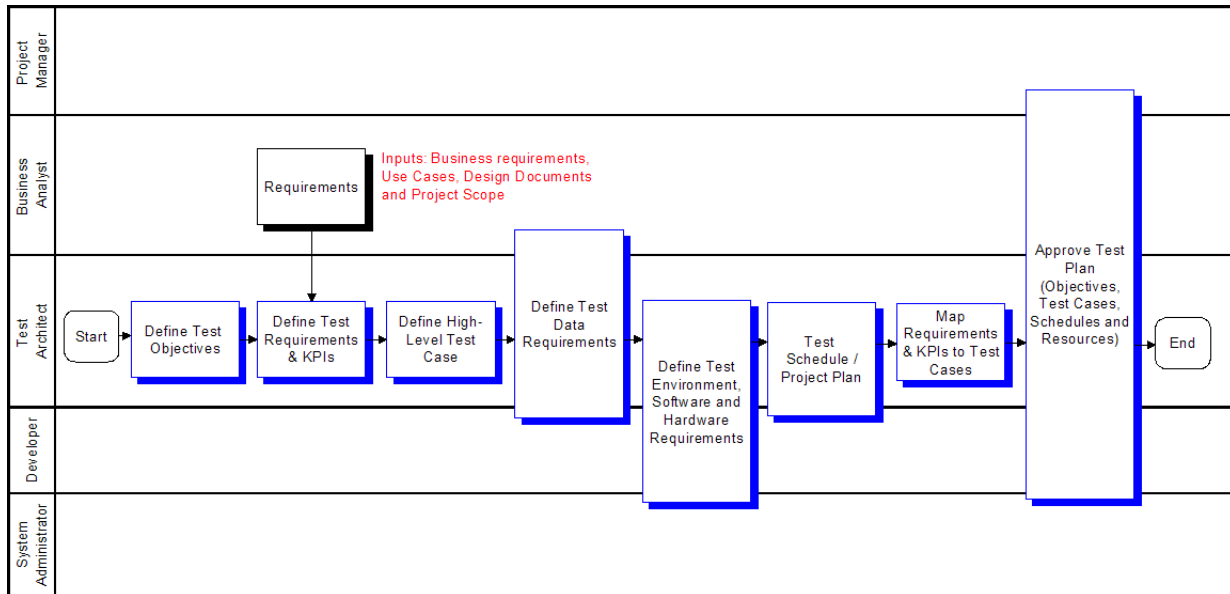 Project
Manager
Business
Analyst
Requirements
Inputs: Business requirements,
Use Cases, Design Documents
and Project Scope
Test
Architect
Start
Define Test
Objectives
Define Test
Requirements
& KPIs
Define High-
Level Test
Case
Define Test
Data
Requirements
Define Test
Environment,
Software and
Hardware
Requirements
Test
Schedule /
Project Plan
Map
Requirements
& KPIs to Test
Cases
Approve Test
Plan
(Objectives,
Test Cases,
Schedules and
Resources)
End
Developer
System
Administrator